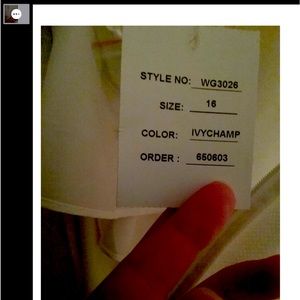 STYLE NO: WG3026
SIZE: 16
COLOR: IVYCHAMP
ORDER : 650603